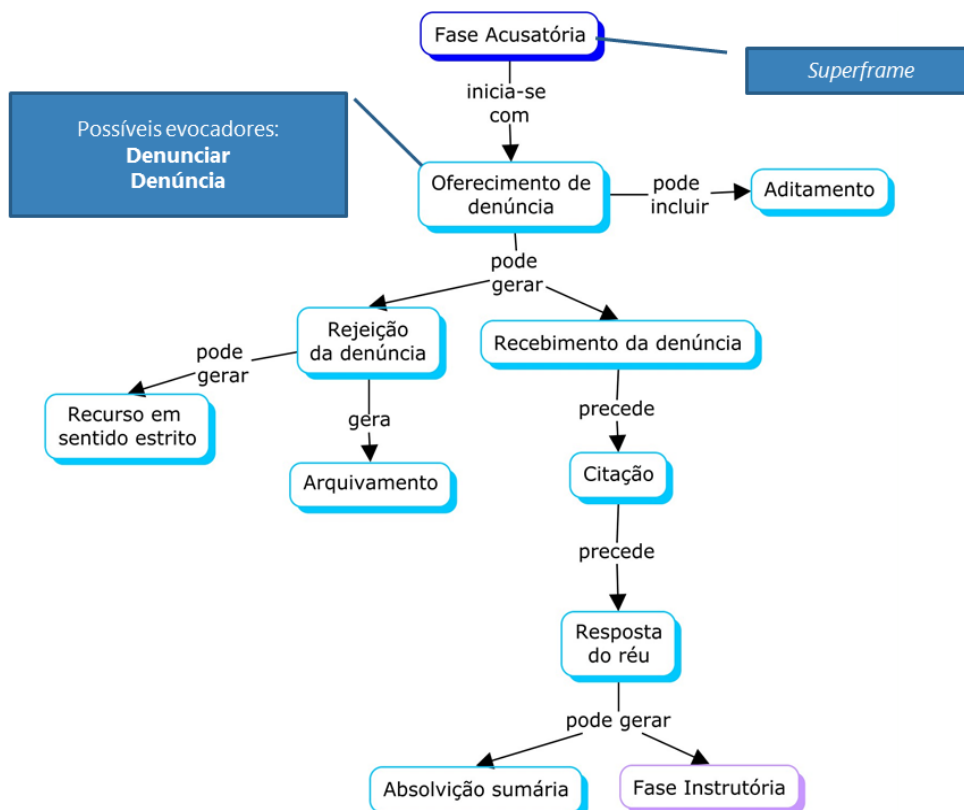 Fase Acusatória
Superframe
inicia-se
com
Possíveis evocadores:
Denunciar
Denúncia
Oferecimento de
denúncia
pode
incluir
Aditamento
pode
gerar
Rejeição
da denúncia
Recebimento da denúncia
pode
gerar
Recurso em
sentido estrito
gera
Arquivamento
precede
Citação
precede
Resposta
do réu
pode gerar
Absolvição sumária
Fase Instrutória